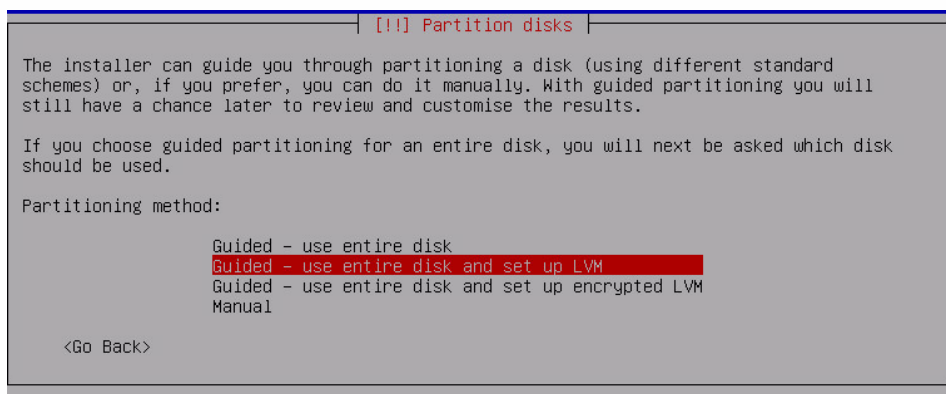 [!!] Partition disks
The installer can guide you through partitioning a disk (using different standard
schemes) or, if you prefer, you can do it manually. With guided partitioning you will
still have a chance later to review and customise the results.
If you choose guided partitioning for an entire disk, you will next be asked which disk
should be used.
Partitioning method:
Guided - use entire disk
Guided - use entire disk and set up LVM
Guided - use entire disk and set up encrypted LVM
Manual
<Go Back>